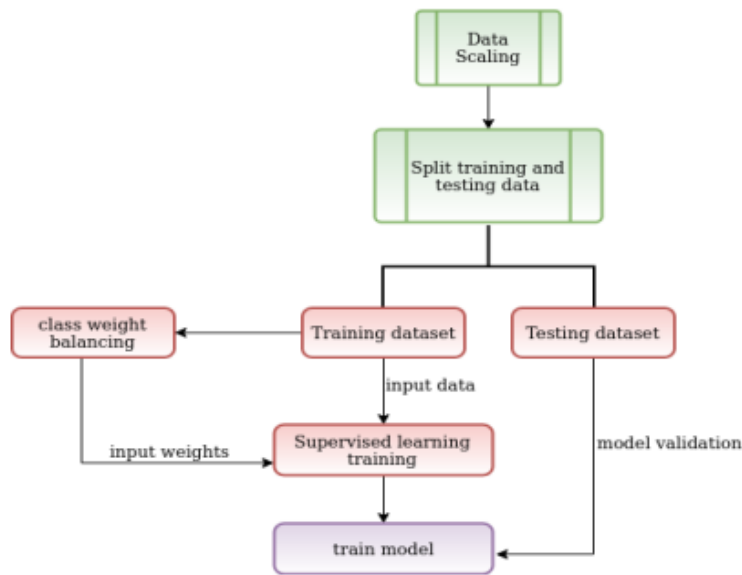 Data
Scaling
Split training and
testing data
class weight
balancing
Training dataset
Testing dataset
input data
input weights
Supervised learning
training
model validation
train model